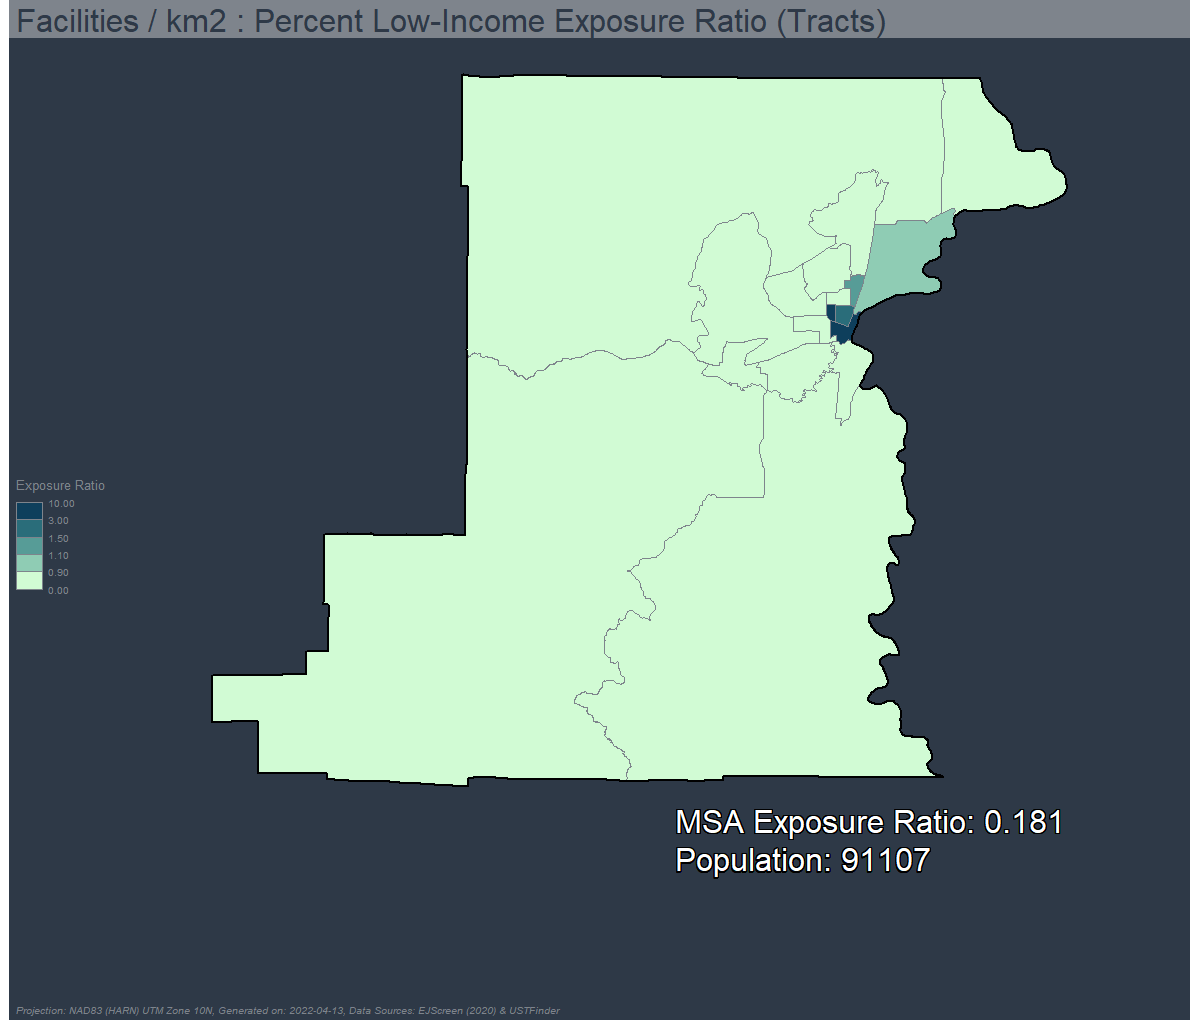 Facilities / km2 : Percent Low-Income Exposure Ratio (Tracts)
Exposure Ratio
10.00
3.00
1.50
1.10
0.90
0.00
MSA Exposure Ratio: 0.181
Population: 91107
Projection: NAD83 (HARN) UTM Zone 10N, Generated on: 2022-04-13, Data Sources: EJScreen (2020) & USTFinder